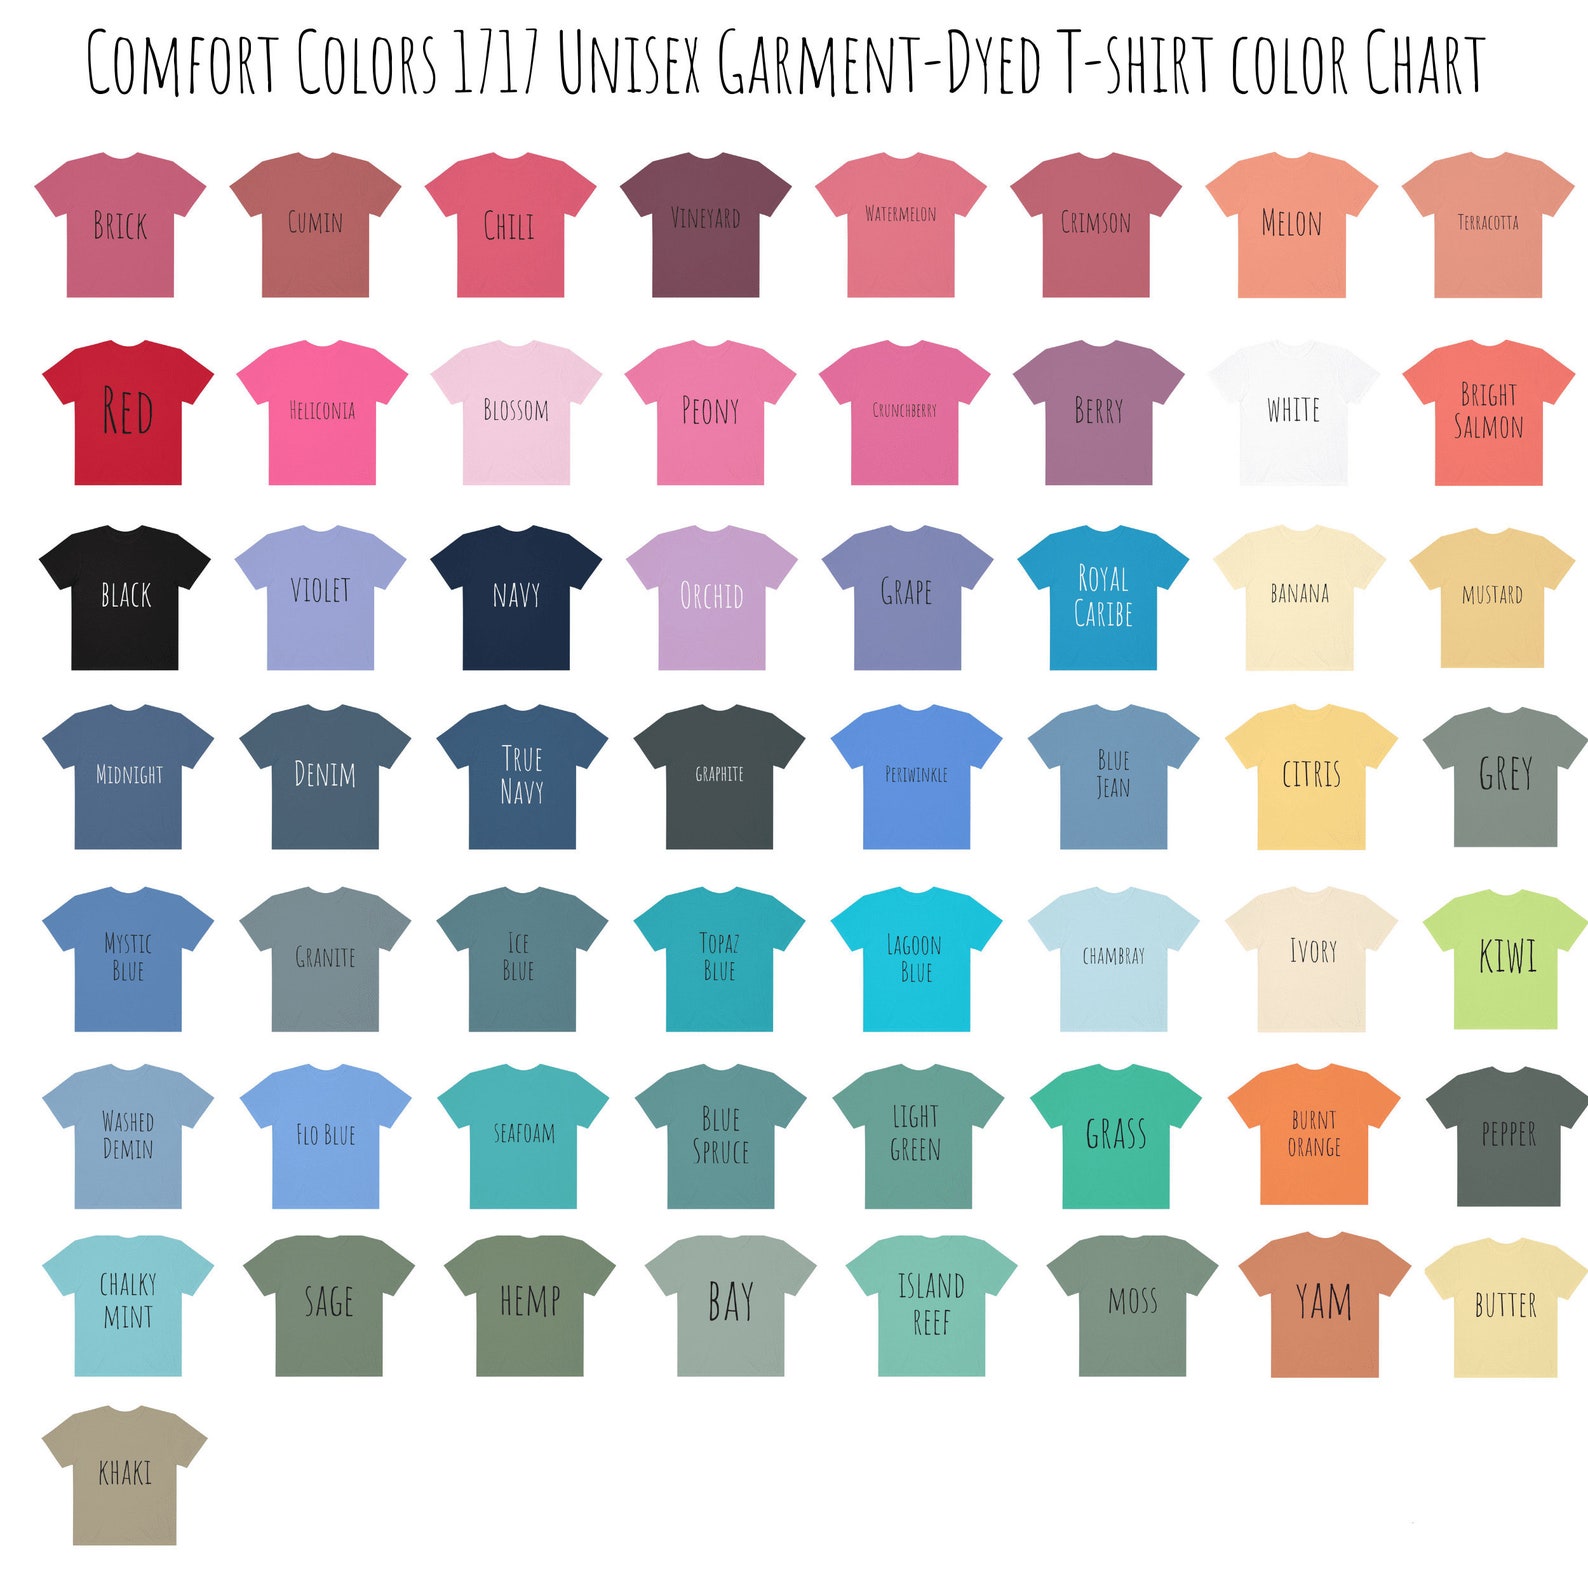 Comfort Colors 1717 Unisex Garment-Dyed T-shirt color Chart
Brick
Cumin
Chili
Vineyard
Watermelon
Crimson
Melon
Terracotta
Red
Heliconia
Blossom
Peony
Crunchberry
Berry
WHITE
Bright
Salmon
BLACK
VIOLET
NAVY
Orchid
Grape
Royal
Caribe
BANANA
MUSTARD
Midnight
Denim
True
Navy
GRAPHITE
Periwinkle
Blue
Jean
CITRIS
GREY
Mystic
Blue
Granite
Ice
Blue
Topaz
Blue
Lagoon
Blue
CHAMBRAY
Ivory
KIWI
Washed
Demin
Flo Blue
SEAFOAM
Blue
Spruce
LIGHT
GREEN
GRASS
BURNT
ORANGE
PEPPER
CHALKY
MINT
SAGE
HEMP
BAY
ISLAND
REEF
MOSS
YAM
BUTTER
KHAKI